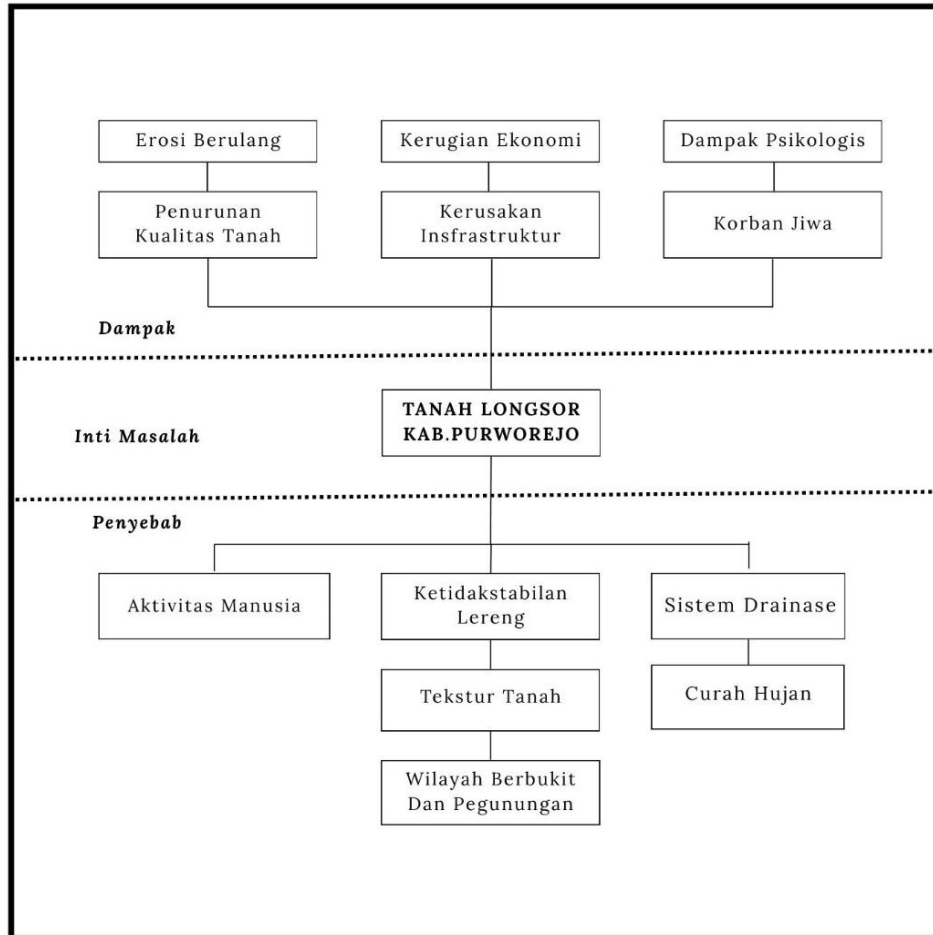 Erosi Berulang
Kerugian Ekonomi
Dampak Psikologis
Penurunan
Kualitas Tanah
Kerusakan
Insfrastruktur
Korban Jiwa
Dampak
TANAH LONGSOR
KAB.PURWOREJO
Inti Masalah
Penyebab
Aktivitas Manusia
Ketidakstabilan
Lereng
Sistem Drainase
Tekstur Tanah
Curah Hujan
Wilayah Berbukit
Dan Pegunungan